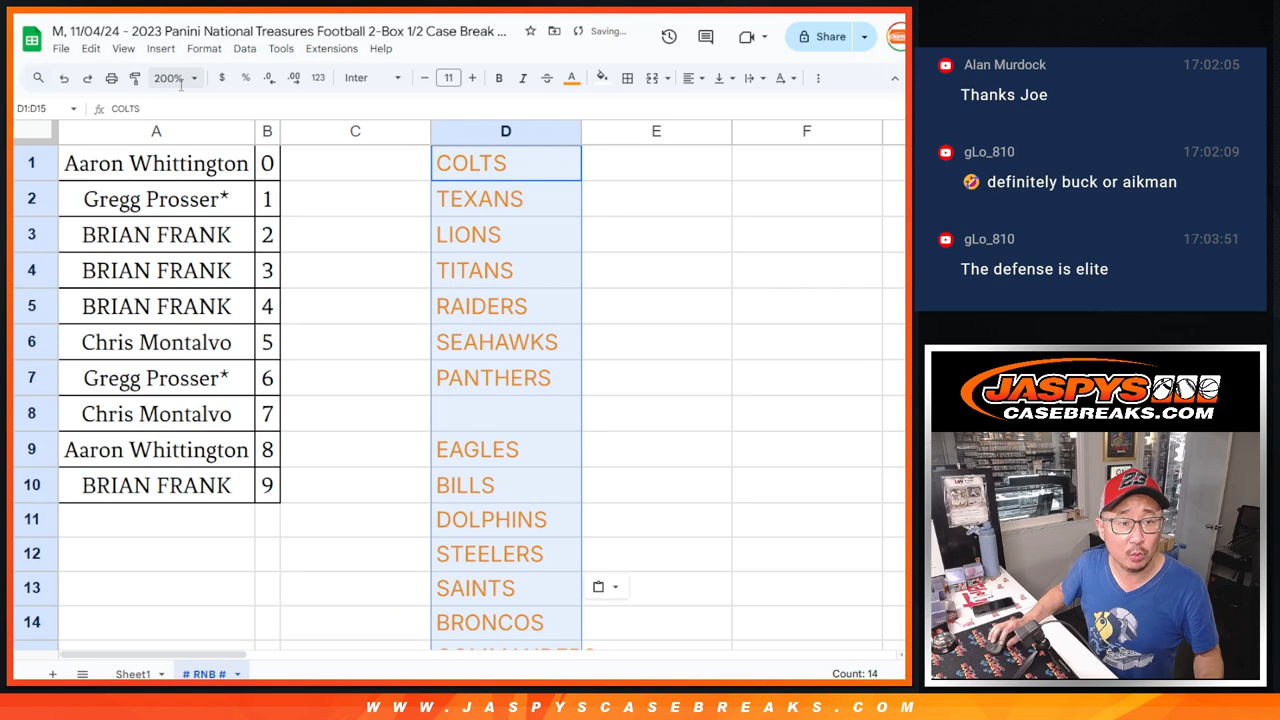 M, 11/04/24 - 2023 Panini National Treasures Football 2-Box 1/2 Case Break ...
Saving...
Share
File Edit View Insert Format Data Tools Extensions Help
200% $ % .0 .00 123 Inter - 11 + B I A
D1:D15 fx COLTS
A B C D E F
1 Aaron Whittington 0 COLTS
2 Gregg Prosser* 1 TEXANS
3 BRIAN FRANK 2 LIONS
4 BRIAN FRANK 3 TITANS
5 BRIAN FRANK 4 RAIDERS
6 Chris Montalvo 5 SEAHAWKS
7 Gregg Prosser* 6 PANTHERS
8 Chris Montalvo 7
9 Aaron Whittington 8 EAGLES
10 BRIAN FRANK 9 BILLS
11 DOLPHINS
12 STEELERS
13 SAINTS
14 BRONCOS
Sheet1 # RNB # Count: 14
Alan Murdock 17:02:05
Thanks Joe
gLo_810 17:02:09
🤣 definitely buck or aikman
gLo_810 17:03:51
The defense is elite
JASPYS
CASEBREAKS.COM
23
WWW.JASPYSCASEBREAKS.COM